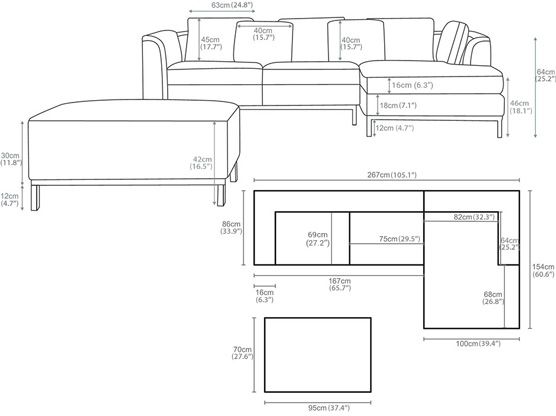 63cm (24.8")
45cm
(17.7")
40cm
(15.7")
40cm
(15.7")
64cm
(25.2")
16cm (6.3")
18cm (7.1")
46cm
(18.1")
12cm (4.7")
30cm
(11.8")
42cm
(16.5")
12cm
(4.7")
267cm (105.1")
86cm
(33.9")
69cm
(27.2")
75cm (29.5")
82cm (32.3")
64cm
(25.2")
154cm
(60.6")
167cm
(65.7")
16cm
(6.3")
68cm
(26.8")
100cm (39.4")
70cm
(27.6")
95cm (37.4")